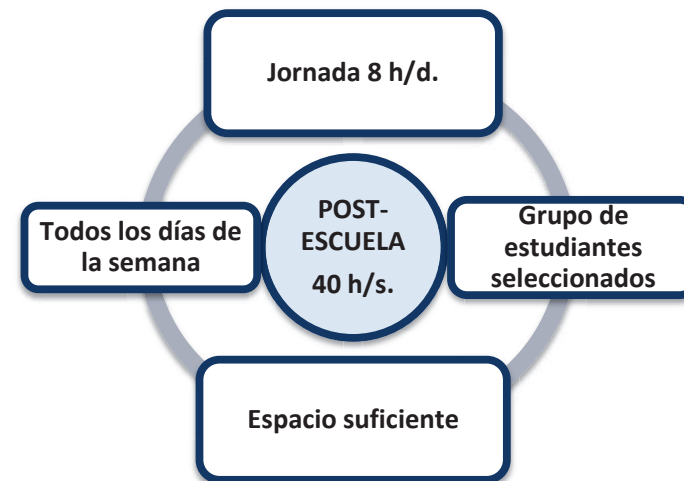 Jornada 8 h/d.
Todos los días de
la semana
POST-
ESCUELA
40 h/s.
Grupo de
estudiantes
seleccionados
Espacio suficiente